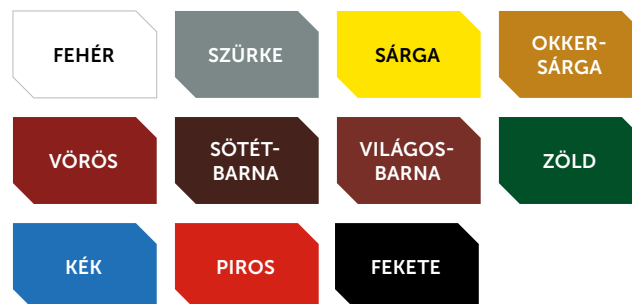 FEHÉR
SZÜRKE
SÁRGA
OKKER-
SÁRGA
VÖRÖS
SÖTÉT-
BARNA
VILÁGOS-
BARNA
ZÖLD
KÉK
PIROS
FEKETE